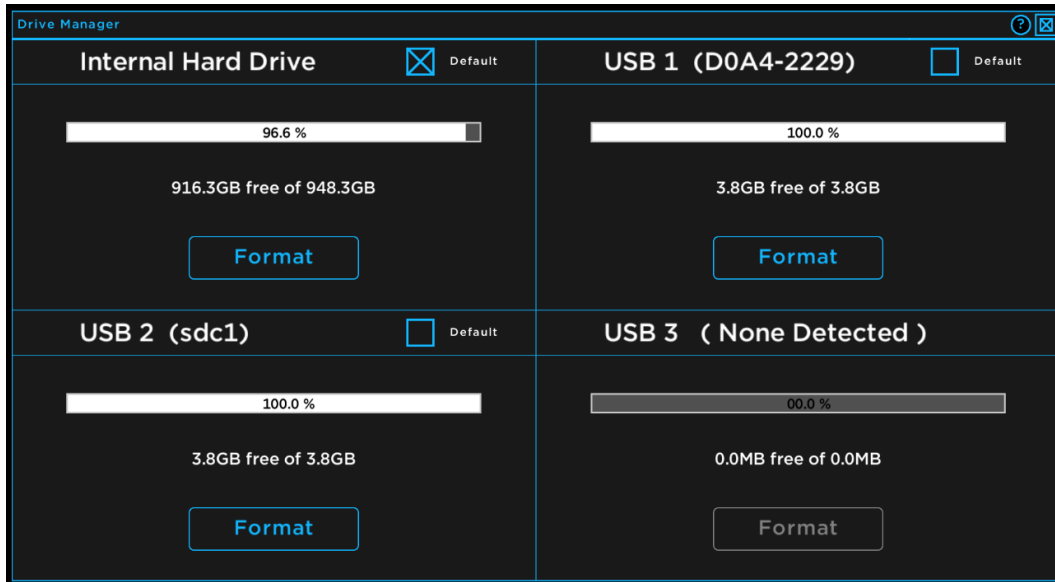 Drive Manager
?
Internal Hard Drive Default
96.6 %
916.3GB free of 948.3GB
Format
USB 1 (D0A4-2229) Default
100.0 %
3.8GB free of 3.8GB
Format
USB 2 (sdc1) Default
100.0 %
3.8GB free of 3.8GB
Format
USB 3 ( None Detected )
00.0 %
0.0MB free of 0.0MB
Format